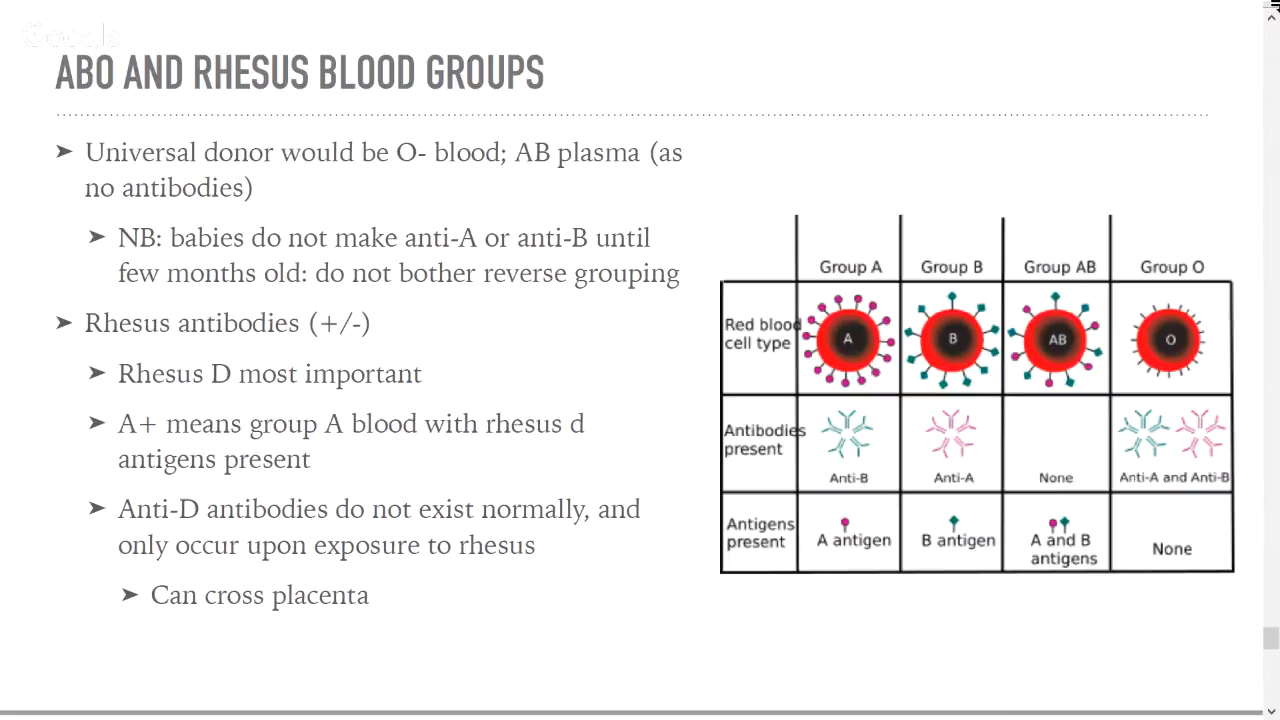 Goals
ABO AND RHESUS BLOOD GROUPS
➤ Universal donor would be O- blood; AB plasma (as
no antibodies)
➤ NB: babies do not make anti-A or anti-B until
few months old: do not bother reverse grouping
➤ Rhesus antibodies (+/-)
➤ Rhesus D most important
➤ A+ means group A blood with rhesus d
antigens present
➤ Anti-D antibodies do not exist normally, and
only occur upon exposure to rhesus
➤ Can cross placenta
Group A Group B Group AB Group O
Red blood
cell type
A B AB O
Antibodies
present
Anti-B Anti-A None Anti-A and Anti-B
Antigens
present
A antigen B antigen A and B
antigens None